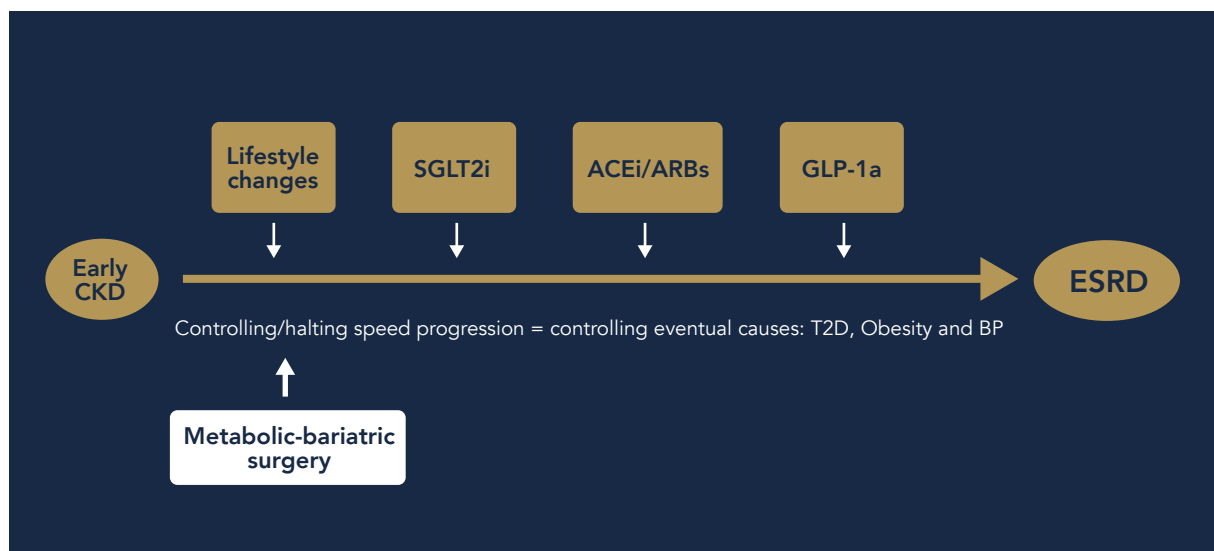 Lifestyle
changes
SGLT2i
ACEi/ARBs
GLP-1a
Early
CKD
ESRD
Controlling/halting speed progression = controlling eventual causes: T2D, Obesity and BP
Metabolic-bariatric
surgery